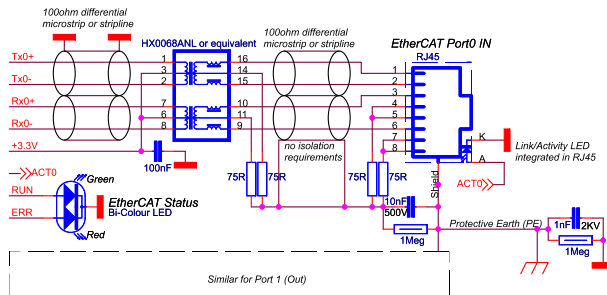 100ohm differential
microstrip or stripline
HX0068ANL or equivalent
100ohm differential
microstrip or stripline
EtherCAT Port0 IN
RJ45
Tx0+
Tx0-
Rx0+
Rx0-
+3.3V
1
3
2
7
6
8
16
14
15
10
11
9
1
2
3
4
5
6
7
8
K
A
Link/Activity LED
integrated in RJ45
ACT0
no isolation
requirements
100nF
75R
75R
75R
75R
Shield
10nF
500V
1Meg
Protective Earth (PE)
1nF
2KV
1Meg
ACT0
RUN
ERR
Green
EtherCAT Status
Bi-Colour LED
Red
Similar for Port 1 (Out)